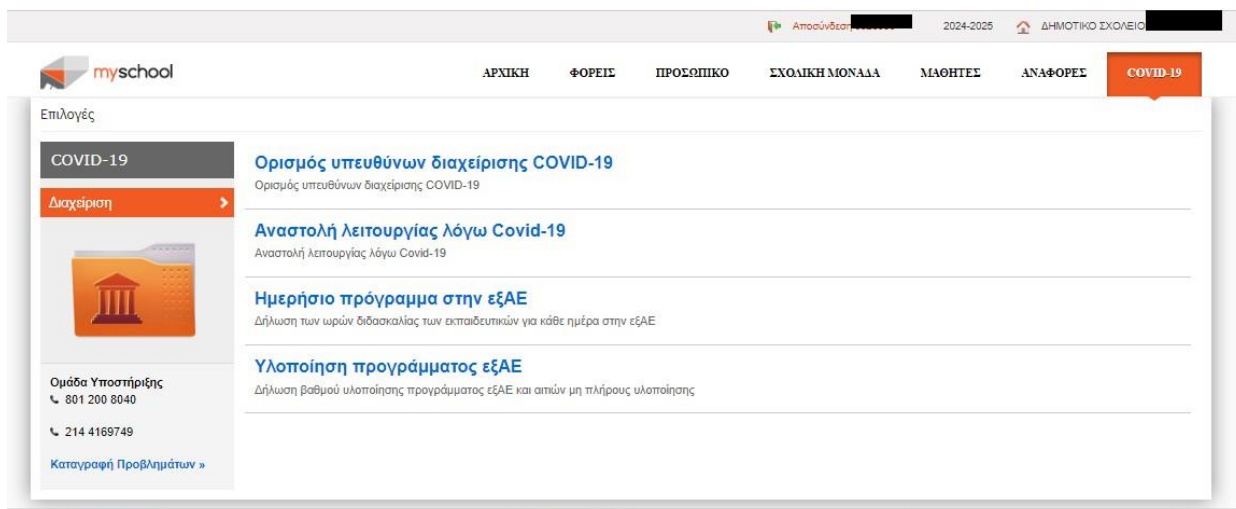 Αποσύνδεση 2024-2025 ΔΗΜΟΤΙΚΟ ΣΧΟΛΕΙΟ
myschool ΑΡΧΙΚΗ ΦΟΡΕΙΣ ΠΡΟΣΩΠΙΚΟ ΣΧΟΛΙΚΗ ΜΟΝΑΔΑ ΜΑΘΗΤΕΣ ΑΝΑΦΟΡΕΣ COVID-19
Επιλογές
COVID-19
Διαχείριση
Ομάδα Υποστήριξης
801 200 8040
214 4169749
Καταγραφή Προβλημάτων »
Ορισμός υπευθύνων διαχείρισης COVID-19
Ορισμός υπευθύνων διαχείρισης COVID-19
Αναστολή λειτουργίας λόγω Covid-19
Αναστολή λειτουργίας λόγω Covid-19
Ημερήσιο πρόγραμμα στην εξΑΕ
Δήλωση των ωρών διδασκαλίας των εκπαιδευτικών για κάθε ημέρα στην εξΑΕ
Υλοποίηση προγράμματος εξΑΕ
Δήλωση βαθμού υλοποίησης προγράμματος εξΑΕ και αιτιών μη πλήρους υλοποίησης